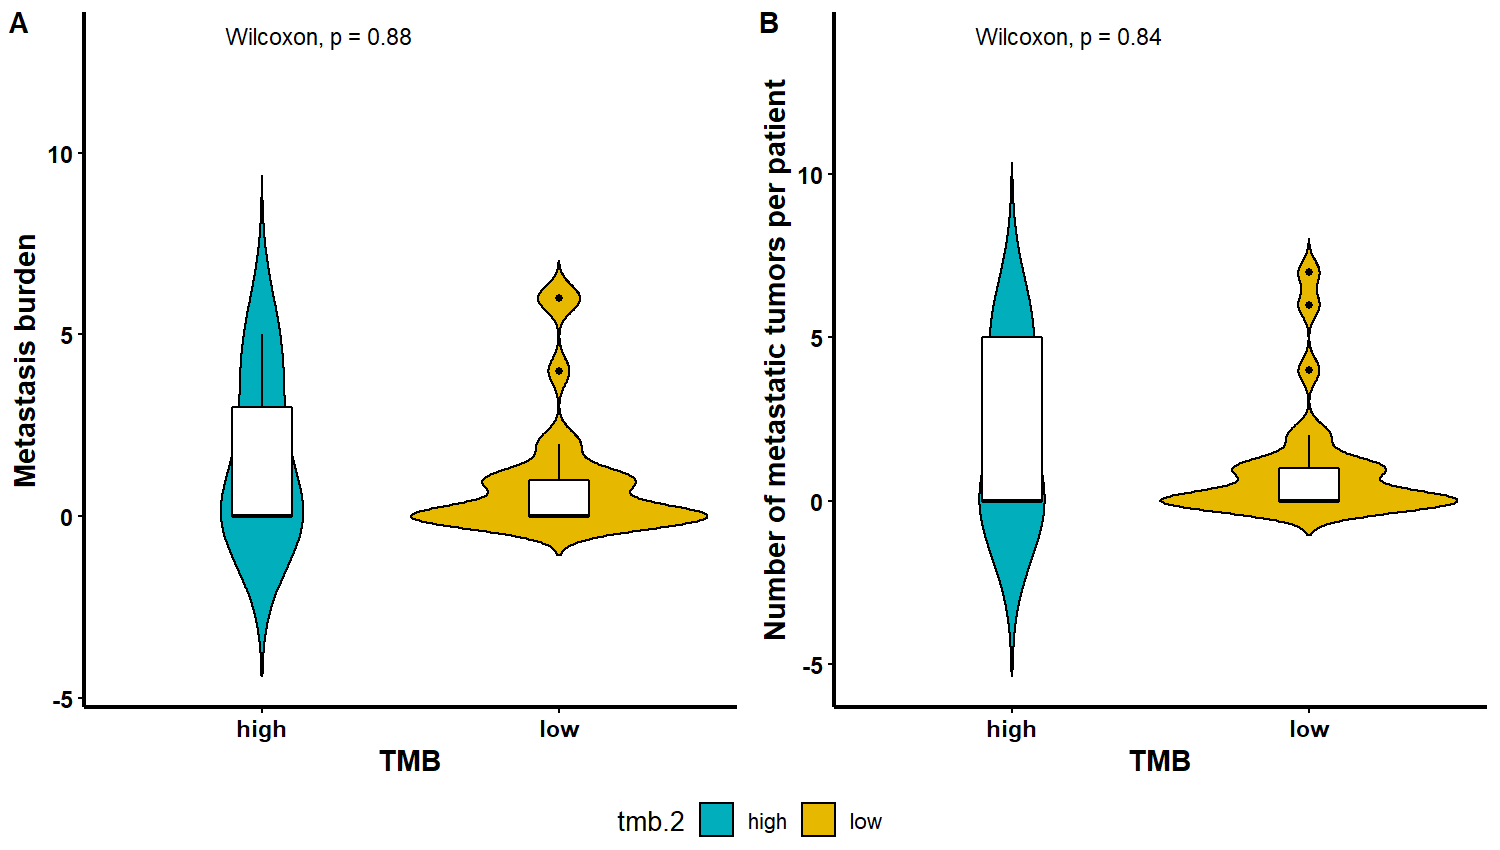 A
Wilcoxon, p = 0.88
Metastasis burden
10
5
0
-5
high
low
TMB
B
Wilcoxon, p = 0.84
Number of metastatic tumors per patient
10
5
0
-5
high
low
TMB
tmb.2 high low